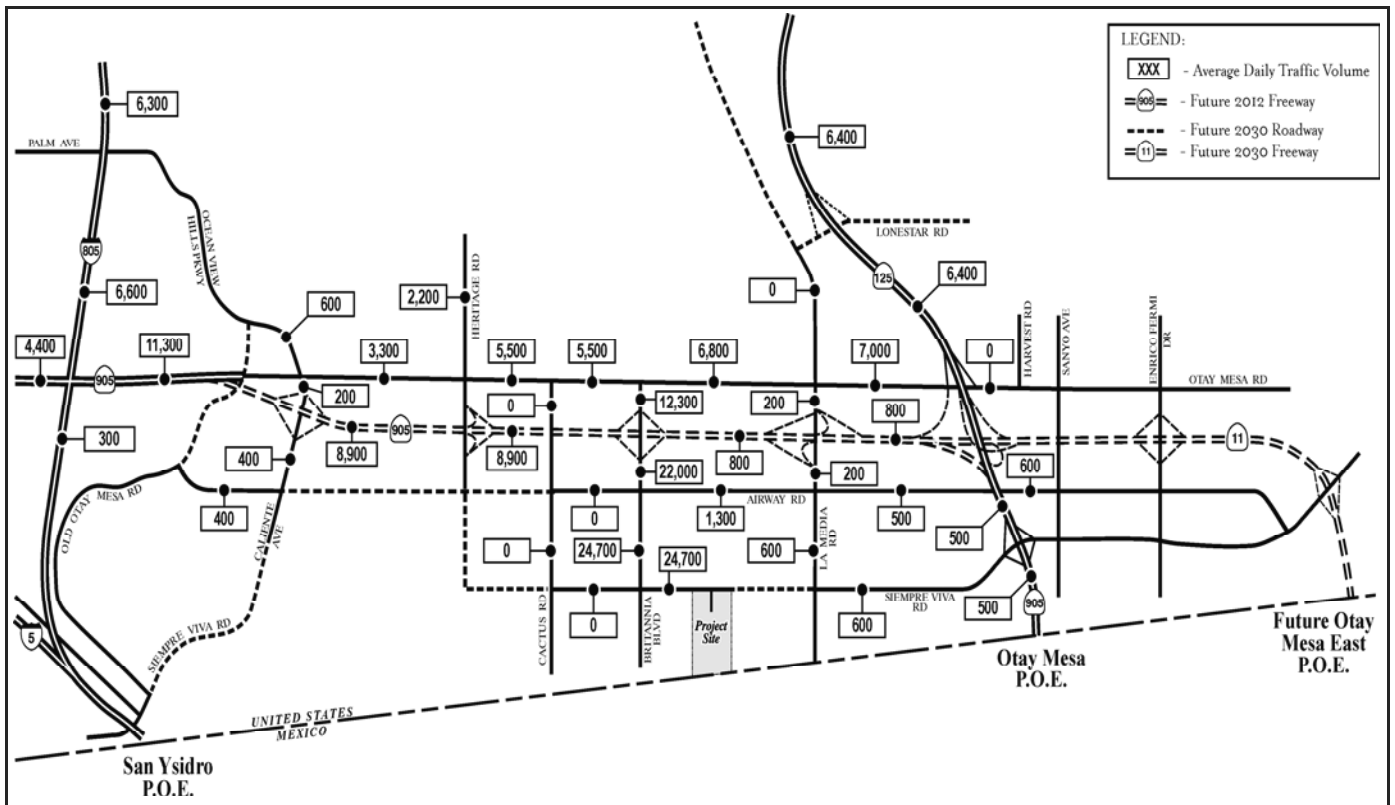 LEGEND:
XXX - Average Daily Traffic Volume
905 - Future 2012 Freeway
- Future 2030 Roadway
11 - Future 2030 Freeway
6,300
PALM AVE
6,400
OCEAN VIEW
HILLS PKWY
LONESTAR RD
805
HERITAGE RD
125
6,400
6,600
2,200
0
600
HARVEST RD
SANYO AVE
ENRICO FERMI
DR
4,400
11,300
3,300
5,500
5,500
6,800
7,000
0
905
OTAY MESA RD
200
0
12,300
200
800
300
400
8,900
905
8,900
22,000
800
200
600
11
OLD OTAY MESA RD
400
CALIENTE
AVE
0
1,300
AIRWAY RD
500
LA MEDIA
RD
0
24,700
24,700
600
500
SIEMPRE VIVA RD
CACTUS RD
0
BRITANNIA
BLVD
Project
Site
600
SIEMPRE VIVA
RD
500
905
5
Otay Mesa
P.O.E.
Future Otay
Mesa East
P.O.E.
UNITED STATES
MEXICO
San Ysidro
P.O.E.